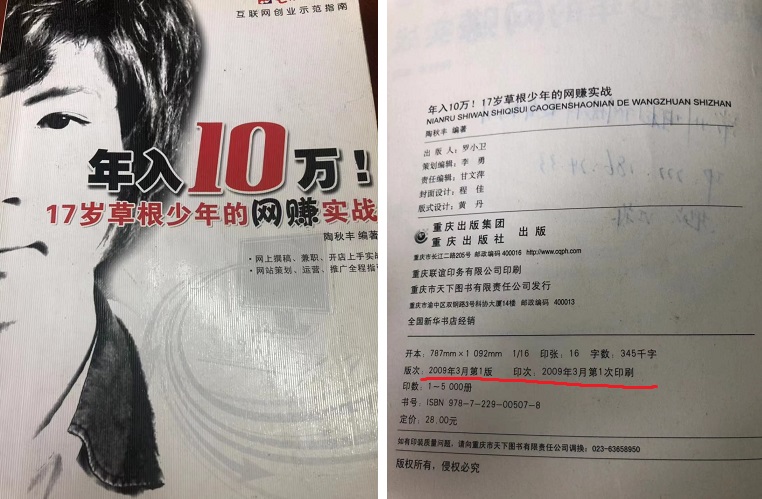 互联网创业示范指南
年入10万！
17岁草根少年的网赚实战
陶秋丰 编著
·网上撰稿、兼职、开店上手实战
·网站策划、运营、推广全程指
年入10万！17岁草根少年的网赚实战
NIANRU SHIWAN SHIQISUI CAOGENSHAONIAN DE WANGZHUAN SHIZHAN
陶秋丰 编著
出 版 人：罗小卫
策划编辑：李 勇
责任编辑：甘文萍
封面设计：程 佳
版式设计：黄 丹
重庆出版集团
重庆出版社 出版
重庆市长江二路205号 邮政编码 400016 http://www.cqph.com
重庆联谊印务有限公司印刷
重庆市天下图书有限责任公司发行
重庆市渝中区双钢路3号科协大厦14楼 邮政编码 400013
全国新华书店经销
开本：787mm×1 092mm 1/16 印张：16 字数：345千字
版次：2009年3月第1版 印次：2009年3月第1次印刷
印数：1~5 000册
书号：ISBN 978-7-229-00507-8
定价：28.00元
如有印装质量问题，请向重庆市天下图书有限责任公司调换：023-63658950
版权所有，侵权必究